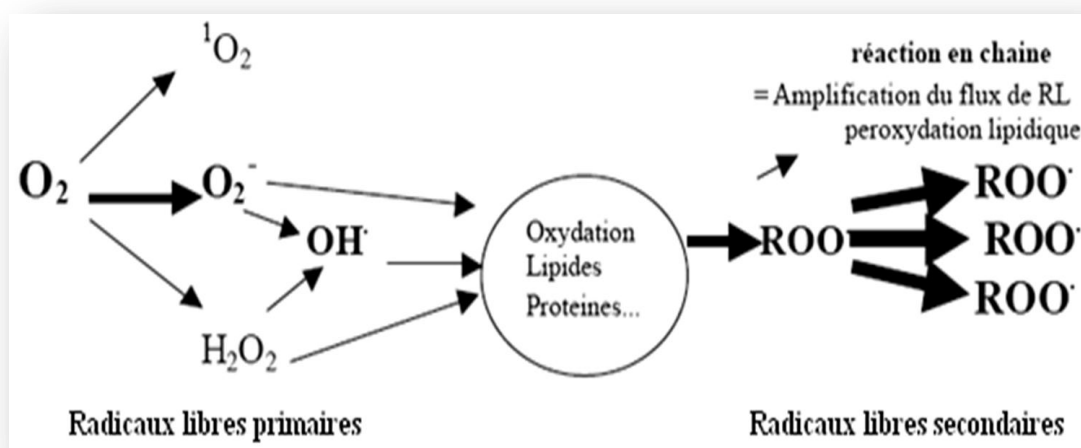 ¹O₂
réaction en chaine
= Amplification du flux de RL
peroxydation lipidique
O₂
O₂⁻
OH·
H₂O₂
Oxydation
Lipides
Proteines...
ROO
ROO·
ROO·
ROO·
Radicaux libres primaires
Radicaux libres secondaires